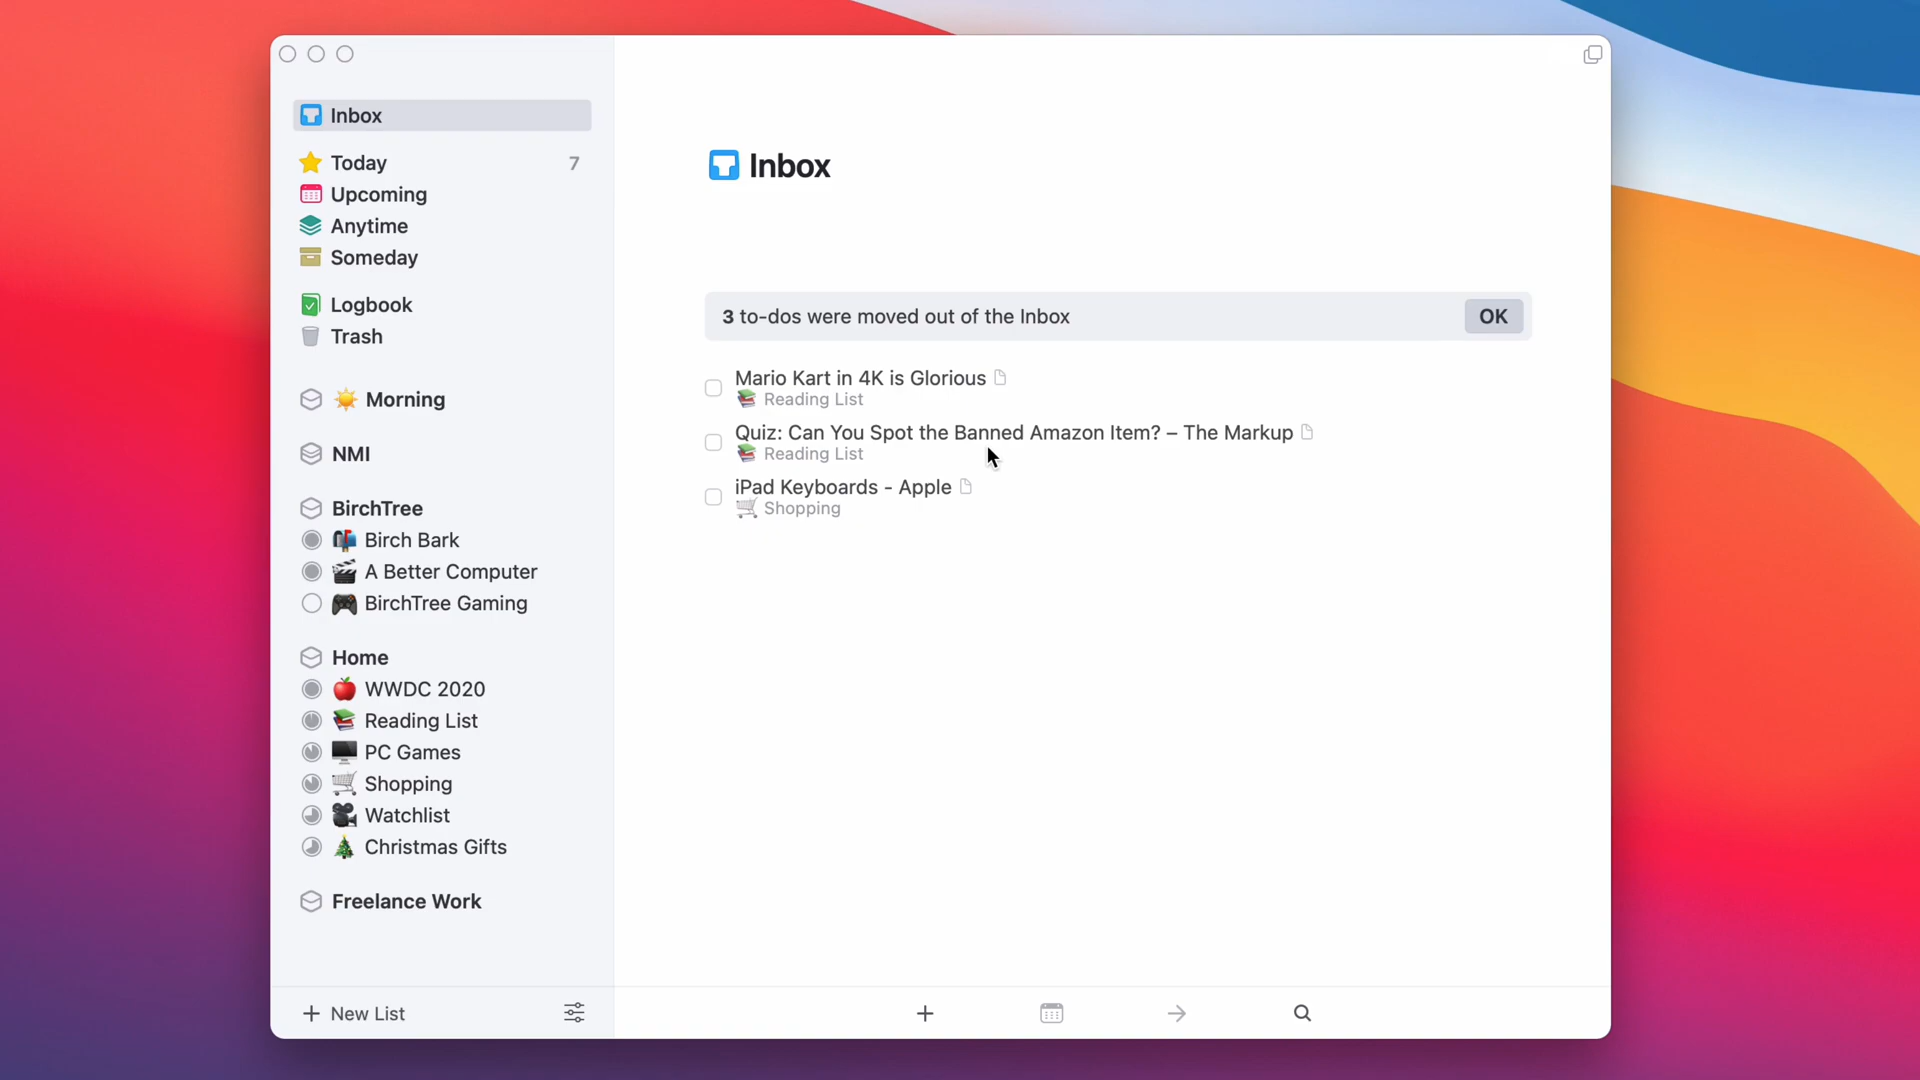 Inbox
Today 7
Upcoming
Anytime
Someday
Logbook
Trash
Morning
NMI
BirchTree
Birch Bark
A Better Computer
BirchTree Gaming
Home
WWDC 2020
Reading List
PC Games
Shopping
Watchlist
Christmas Gifts
Freelance Work
New List
Inbox
3 to-dos were moved out of the Inbox OK
Mario Kart in 4K is Glorious
Reading List
Quiz: Can You Spot the Banned Amazon Item? – The Markup
Reading List
iPad Keyboards - Apple
Shopping